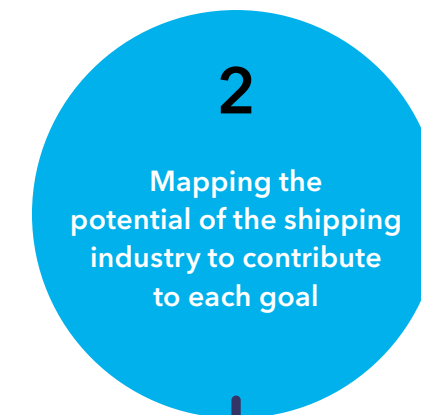 2
Mapping the
potential of the shipping
industry to contribute
to each goal